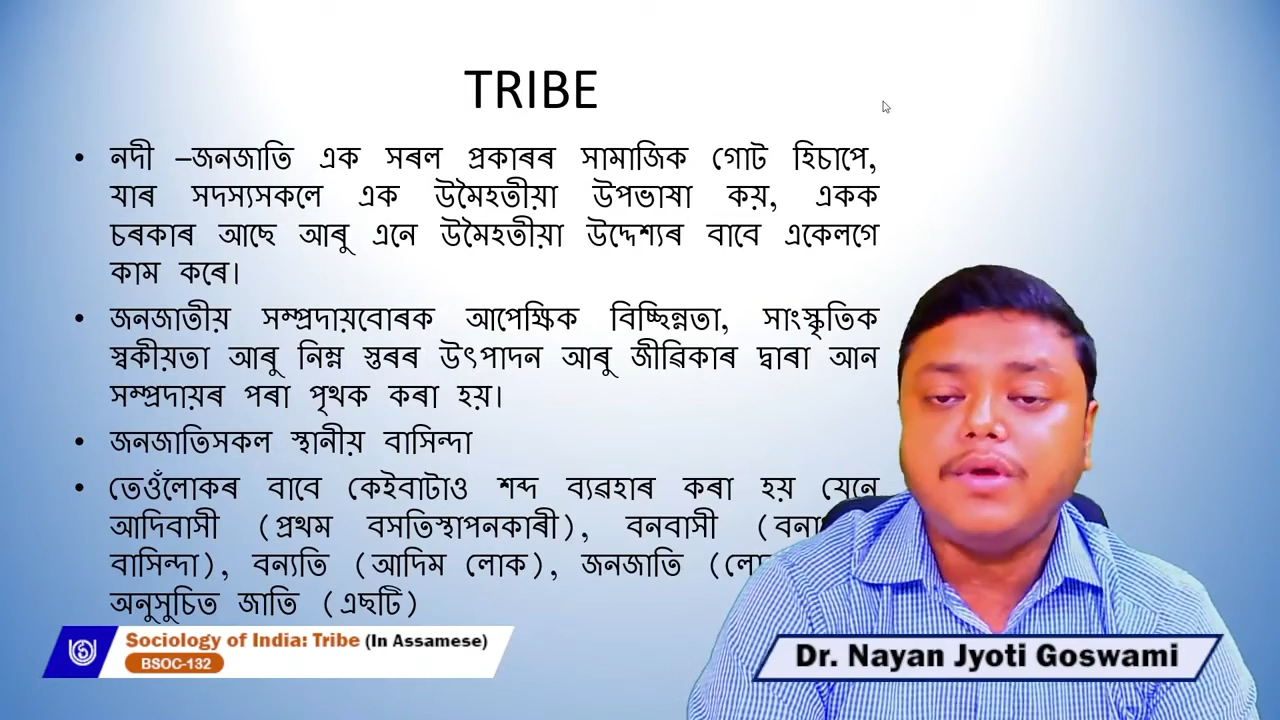 TRIBE
• নদী –জনজাতি এক সৰল প্ৰকাৰৰ সামাজিক গোট হিচাপে,
যাৰ সদস্যসকলে এক উমৈহতীয়া উপভাষা কয়, একক
চৰকাৰ আছে আৰু এনে উমৈহতীয়া উদ্দেশ্যৰ বাবে একেলগে
কাম কৰে।
• জনজাতীয় সম্প্ৰদায়বোৰক আপেক্ষিক বিচ্ছিন্নতা, সাংস্কৃতিক
স্বকীয়তা আৰু নিম্ন স্তৰৰ উৎপাদন আৰু জীৱিকাৰ দ্বাৰা আন
সম্প্ৰদায়ৰ পৰা পৃথক কৰা হয়।
• জনজাতিসকল স্থানীয় বাসিন্দা
• তেওঁলোকৰ বাবে কেইবাটাও শব্দ ব্যৱহাৰ কৰা হয় যেনে
আদিবাসী (প্ৰথম বসতিস্থাপনকাৰী), বনবাসী
বাসিন্দা), বন্যতি (আদিম লোক), জনজাতি
অনুসুচিত জাতি (এছটি)
Sociology of India: Tribe (In Assamese)
BSOC-132
Dr. Nayan Jyoti Goswami